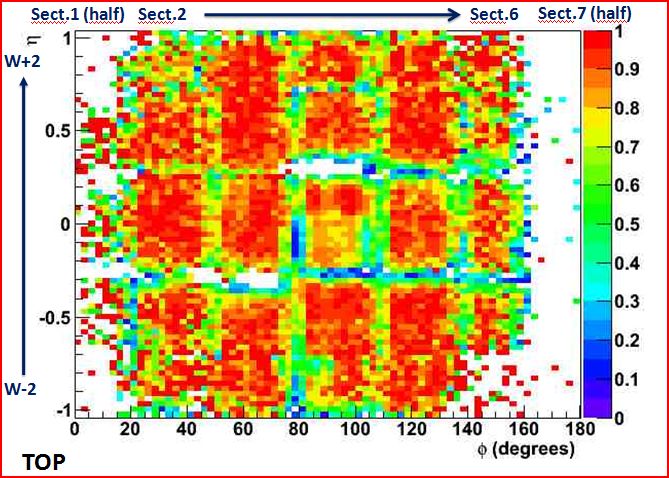 Sect.1 (half) Sect.2 Sect.6 Sect.7 (half)
η
W+2
W-2
1
0.5
0
-0.5
-1
0 20 40 60 80 100 120 140 160 180
ϕ (degrees)
1
0.9
0.8
0.7
0.6
0.5
0.4
0.3
0.2
0.1
0
TOP